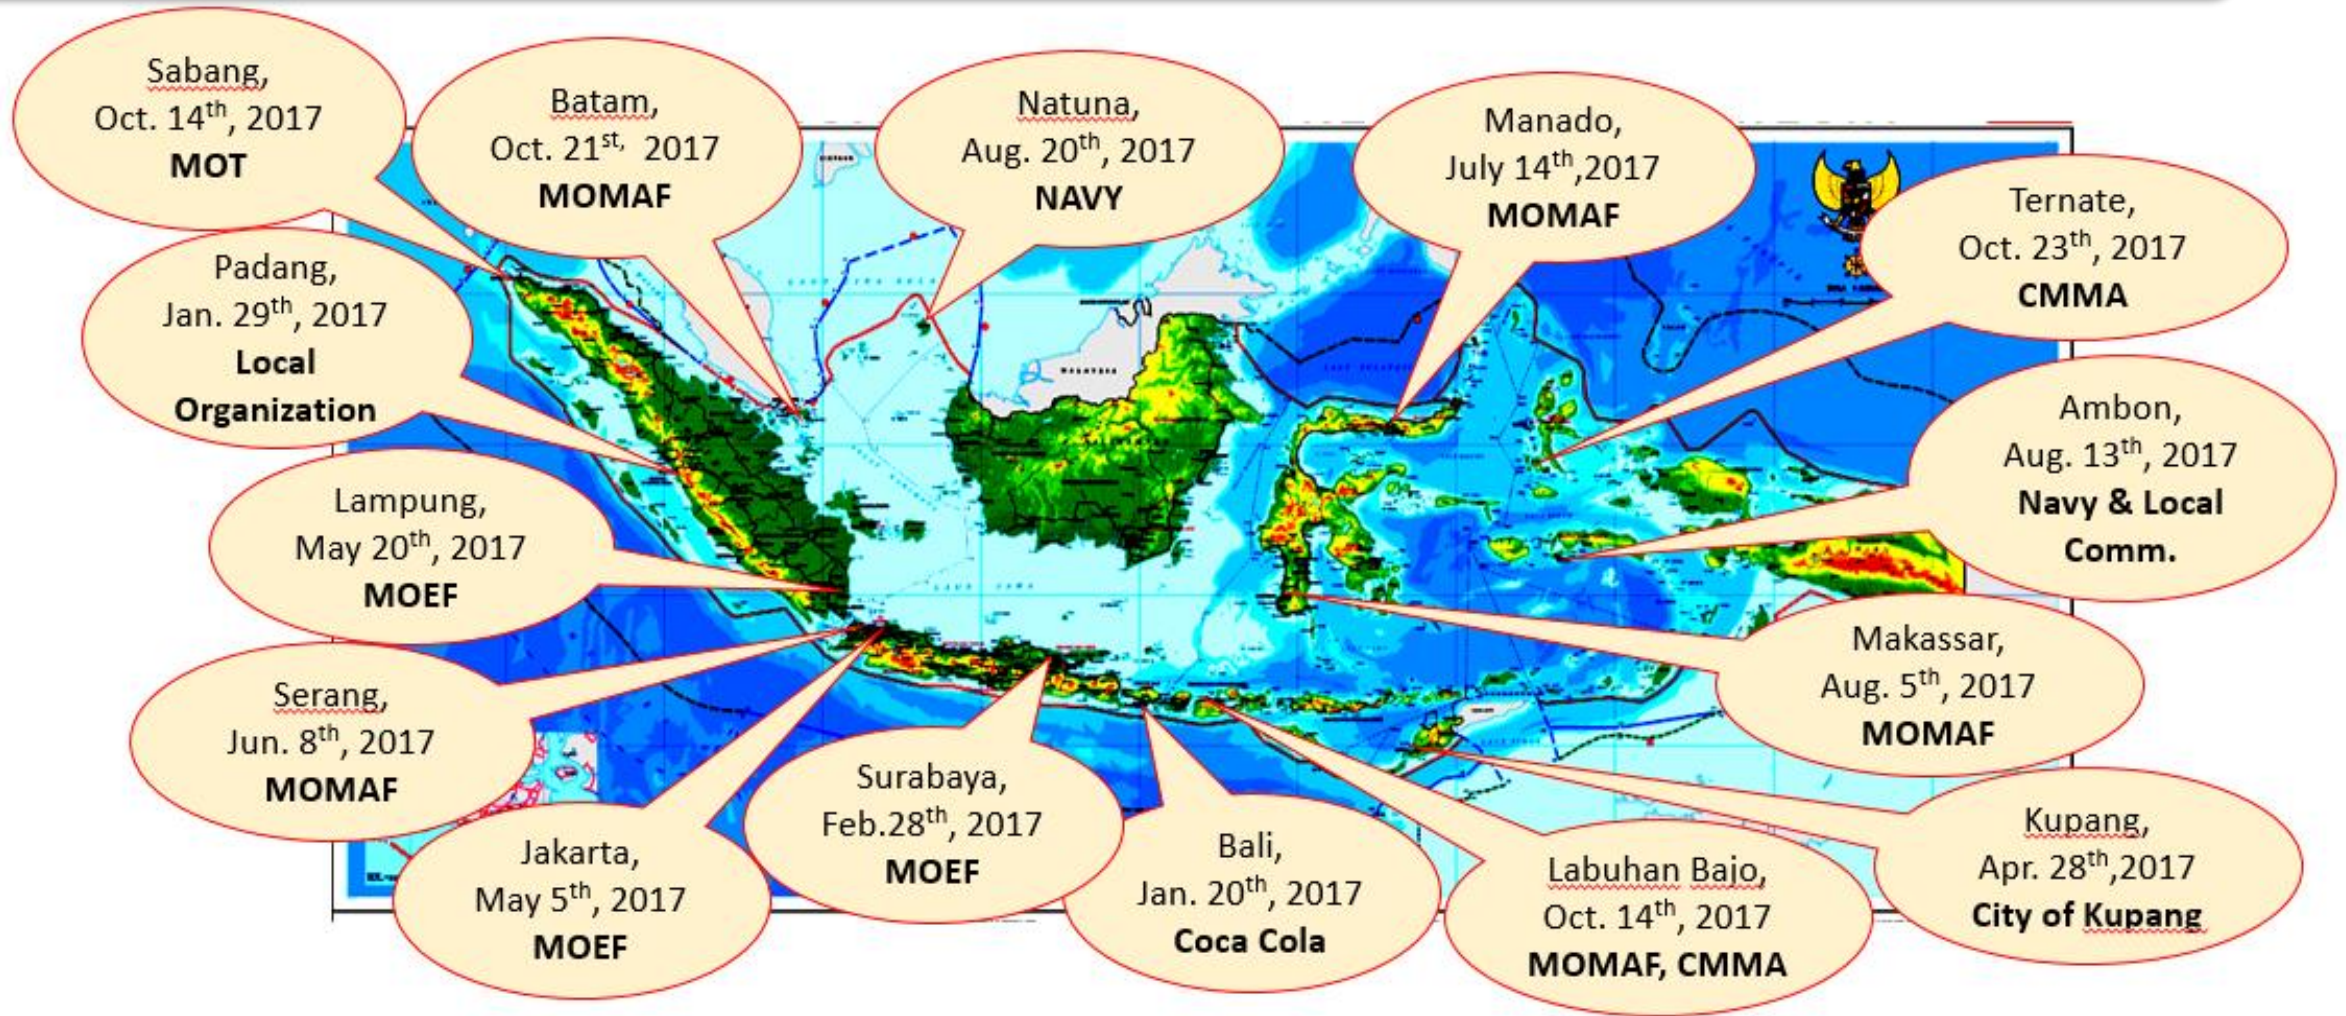 Sabang,
Oct. 14th, 2017
MOT
Batam,
Oct. 21st, 2017
MOMAF
Natuna,
Aug. 20th, 2017
NAVY
Manado,
July 14th,2017
MOMAF
Ternate,
Oct. 23th, 2017
CMMA
Padang,
Jan. 29th, 2017
Local
Organization
Ambon,
Aug. 13th, 2017
Navy & Local
Comm.
Lampung,
May 20th, 2017
MOEF
Makassar,
Aug. 5th, 2017
MOMAF
Serang,
Jun. 8th, 2017
MOMAF
Surabaya,
Feb.28th, 2017
MOEF
Jakarta,
May 5th, 2017
MOEF
Bali,
Jan. 20th, 2017
Coca Cola
Labuhan Bajo,
Oct. 14th, 2017
MOMAF, CMMA
Kupang,
Apr. 28th,2017
City of Kupang
MALAYSIA
LAUT JAWA